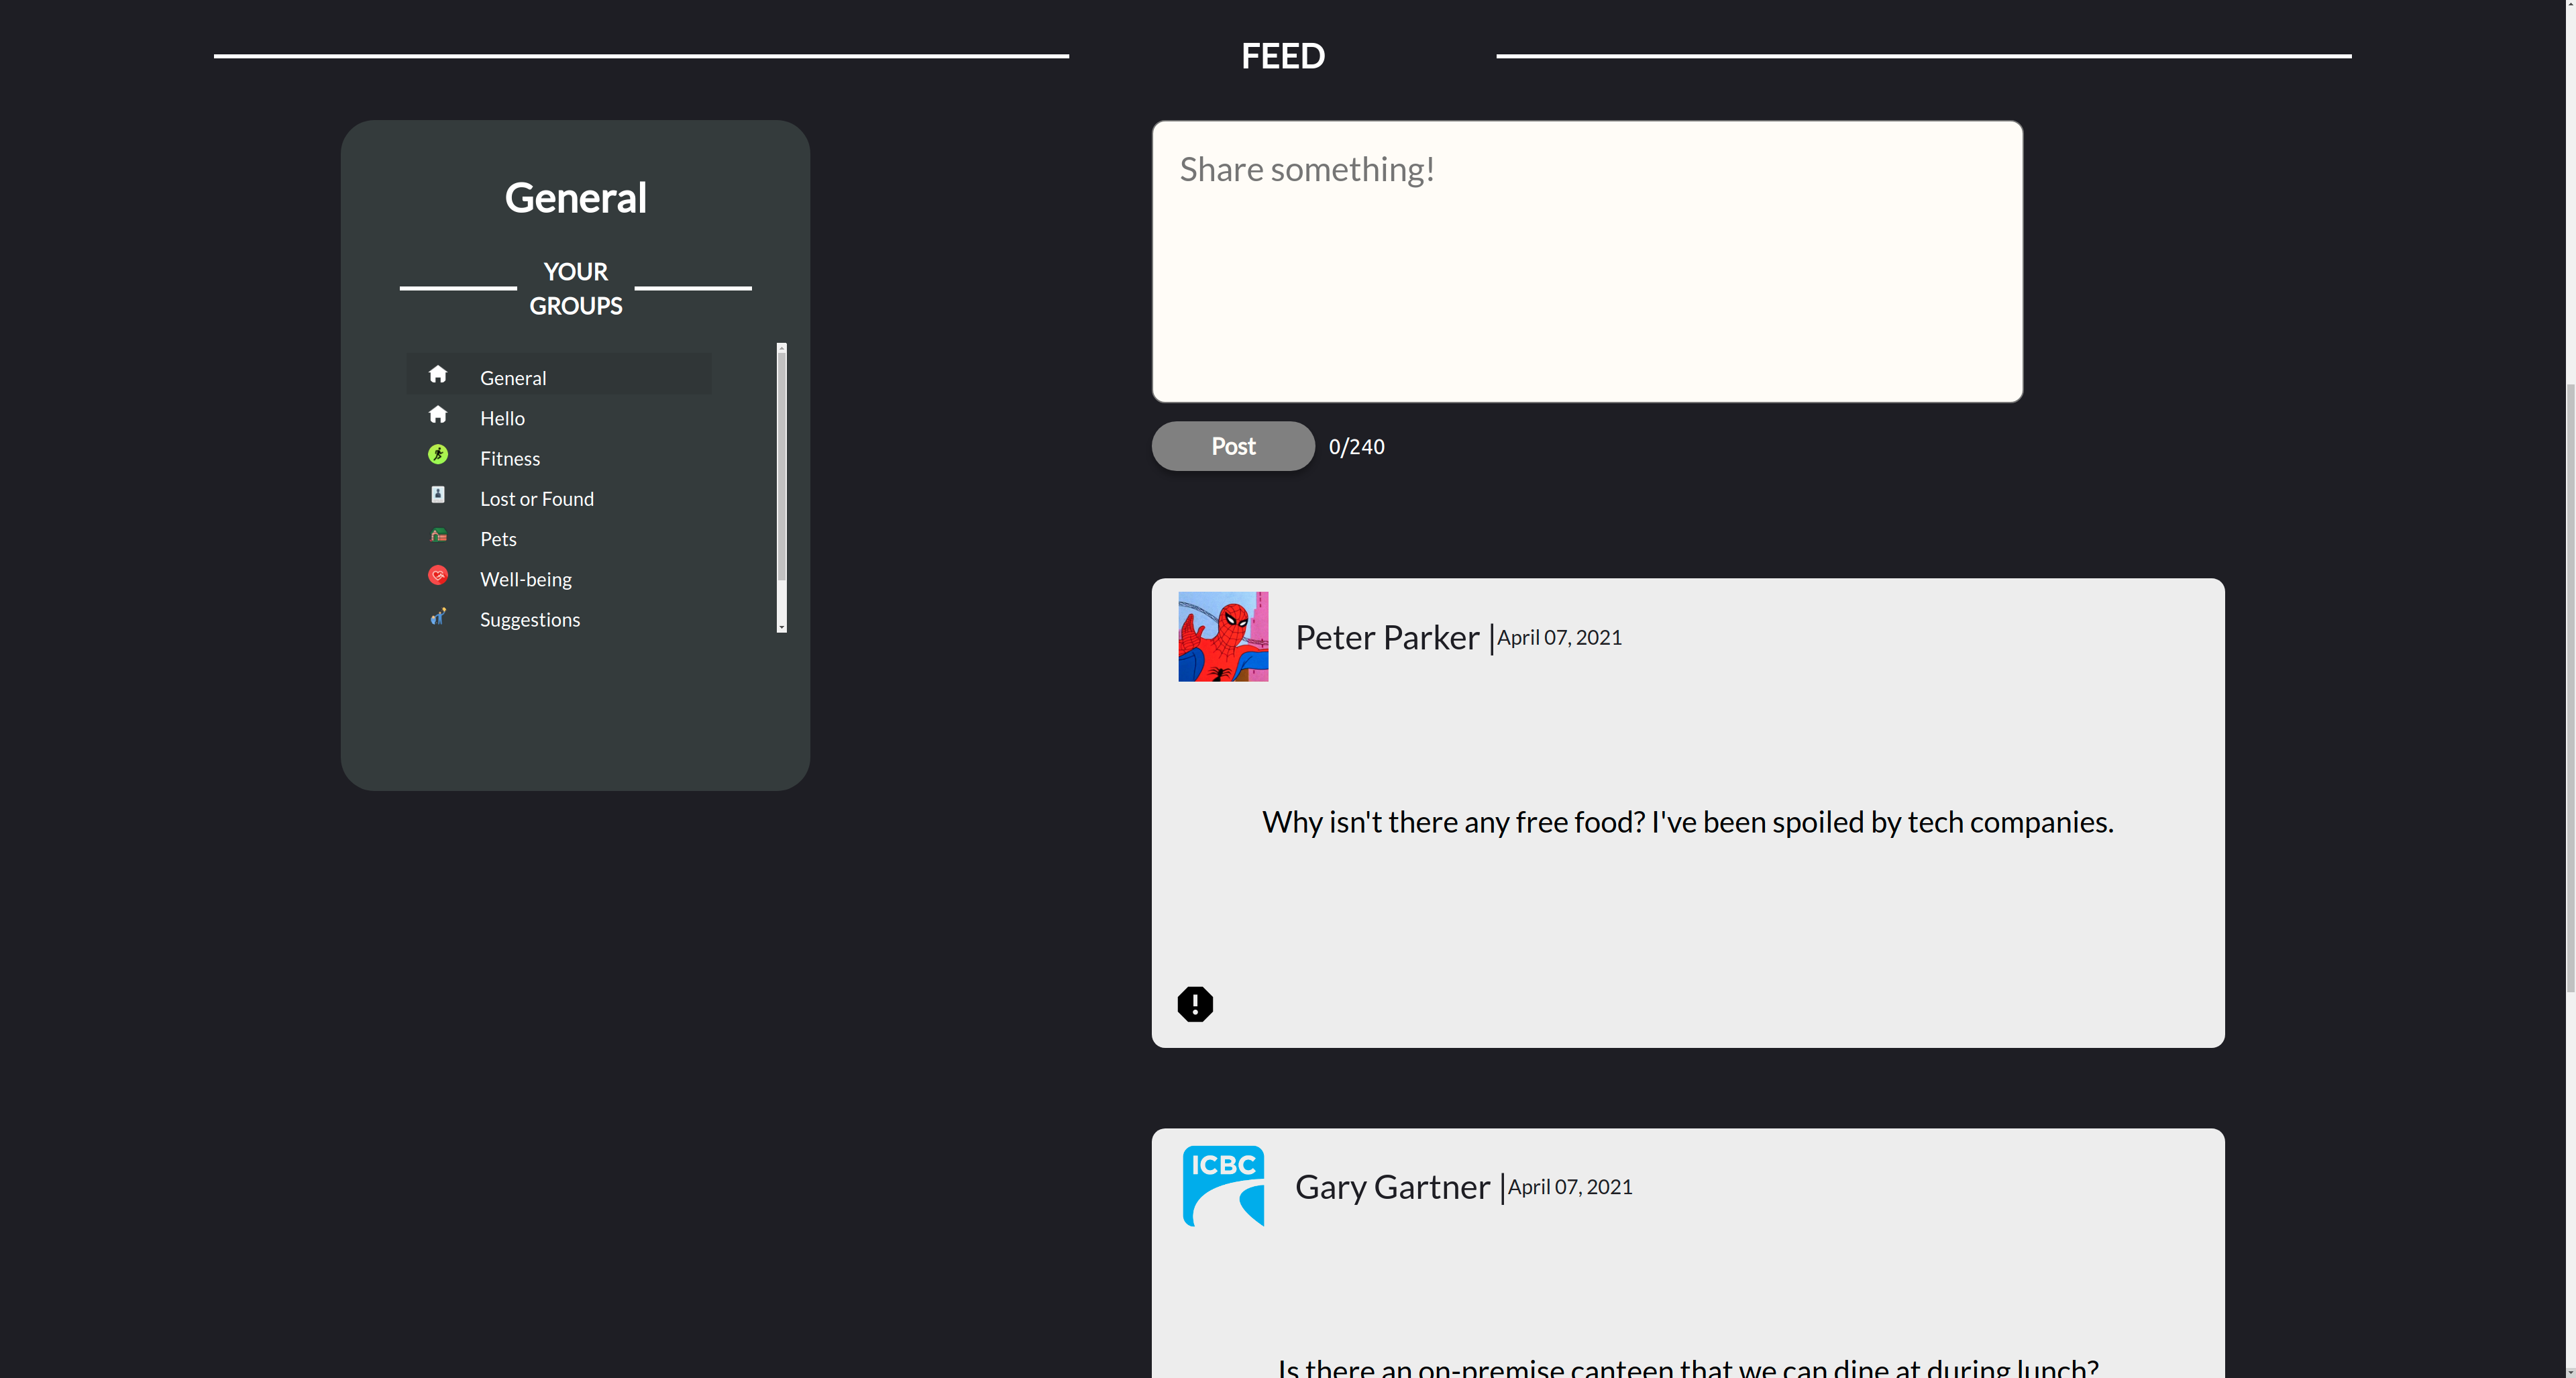 FEED
General
YOUR
GROUPS
General
Hello
Fitness
Lost or Found
Pets
Well-being
Suggestions
Share something!
Post 0/240
Peter Parker |April 07, 2021
Why isn't there any free food? I've been spoiled by tech companies.
ICBC
Gary Gartner |April 07, 2021
Is there an on-premise canteen that we can dine at during lunch?